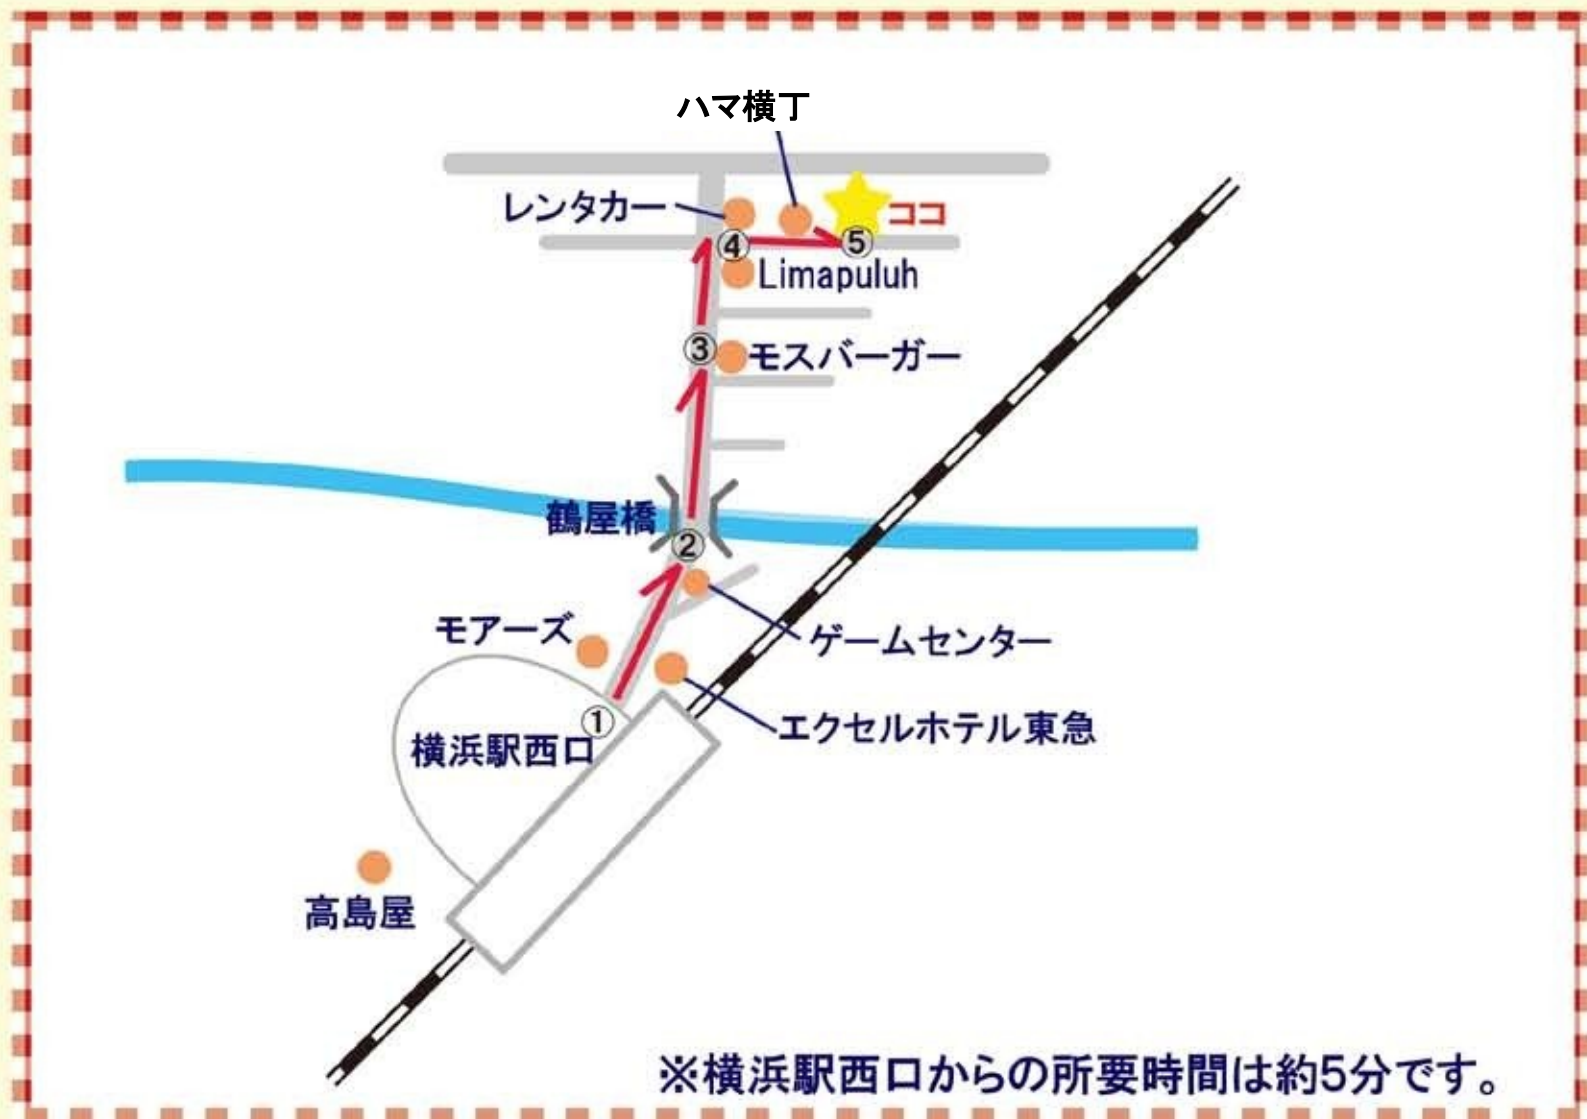 ハマ横丁
レンタカー
ココ
④
⑤
Limapuluh
③
モスバーガー
鶴屋橋
②
モアーズ
ゲームセンター
①
エクセルホテル東急
横浜駅西口
高島屋
※横浜駅西口からの所要時間は約5分です。